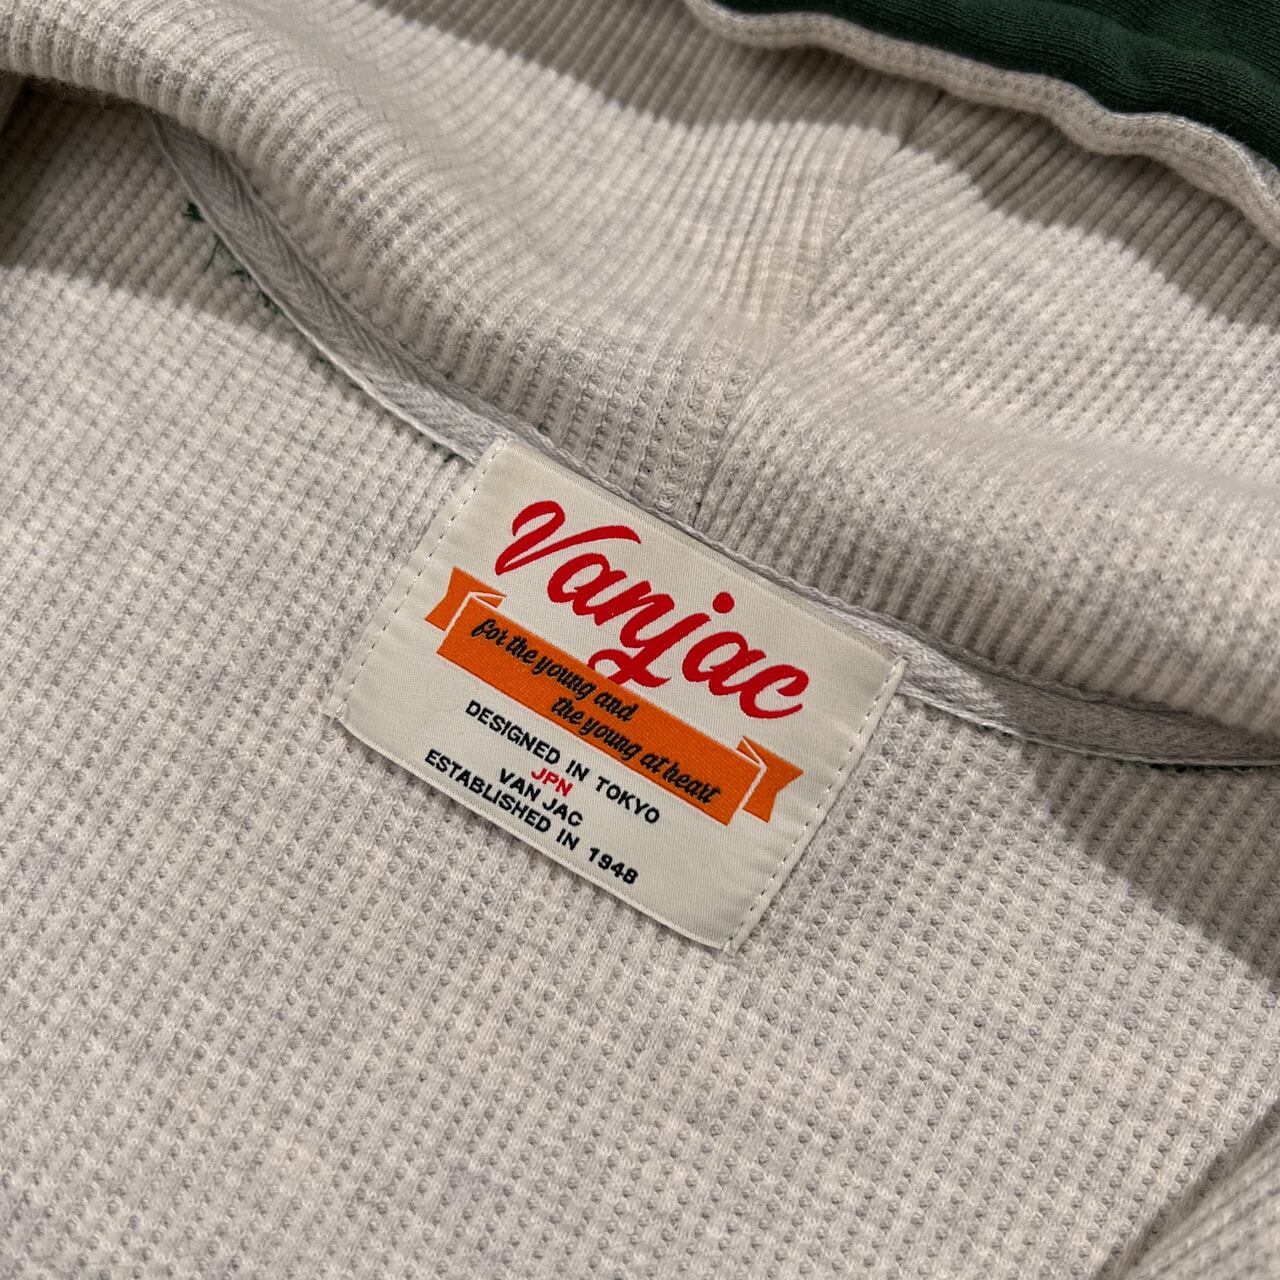 Vanjac
for the young and
the young at heart
DESIGNED IN TOKYO
JPN
VAN JAC
ESTABLISHED IN 1948